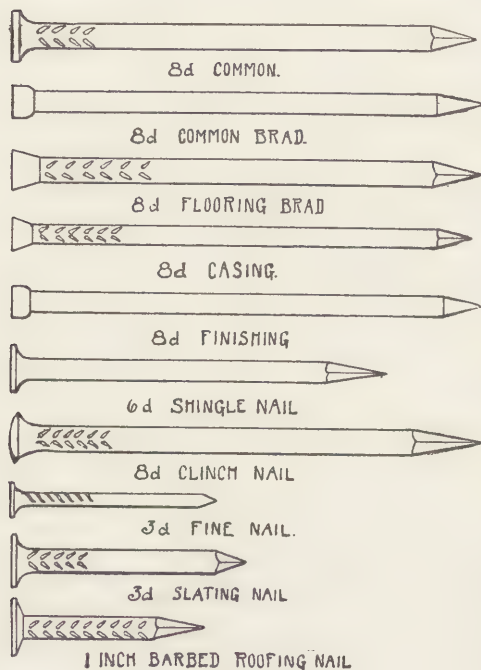 8d COMMON.
8d COMMON BRAD.
8d FLOORING BRAD
8d CASING.
8d FINISHING
6d SHINGLE NAIL
8d CLINCH NAIL
3d FINE NAIL.
3d SLATING NAIL
1 INCH BARBED ROOFING NAIL